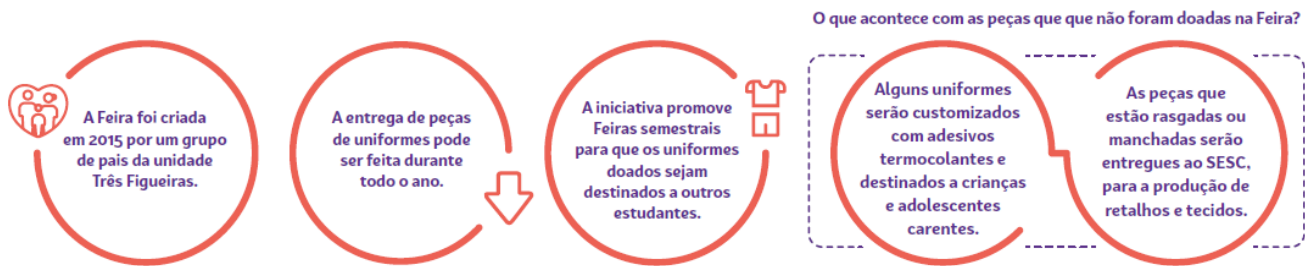 O que acontece com as peças que que não foram doadas na Feira?
A Feira foi criada
em 2015 por um grupo
de pais da unidade
Três Figueiras.
A entrega de peças
de uniformes pode
ser feita durante
todo o ano.
A iniciativa promove
Feiras semestrais
para que os uniformes
doados sejam
destinados a outros
estudantes.
Alguns uniformes
serão customizados
com adesivos
termocolantes e
destinados a crianças
e adolescentes
carentes.
As peças que
estão rasgadas ou
manchadas serão
entregues ao SESC,
para a produção de
retalhos e tecidos.